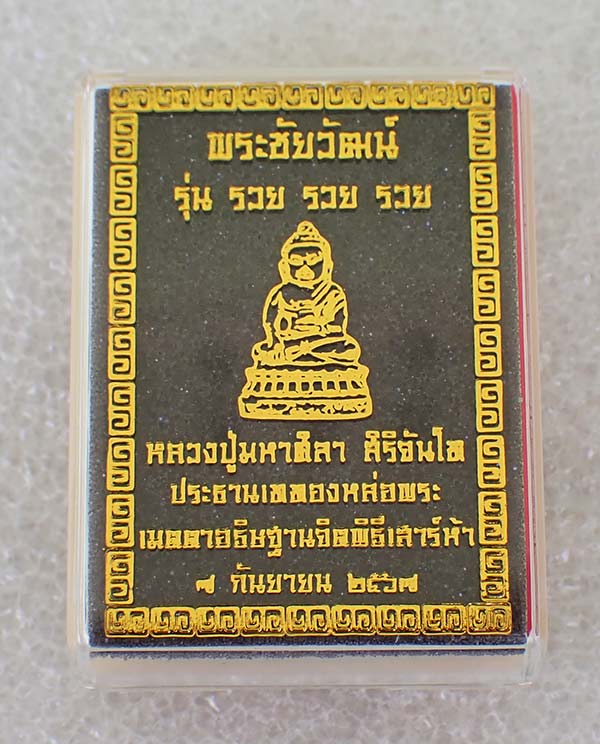 พระชัยวัฒน์
รุ่น รวย รวย รวย
หลวงปู่มหาศิลา สิริจันโท
ประธานเททองหล่อพระ
เมตตาอธิษฐานจิตพิธีเสาร์ห้า
๗ กันยายน ๒๕๖๗